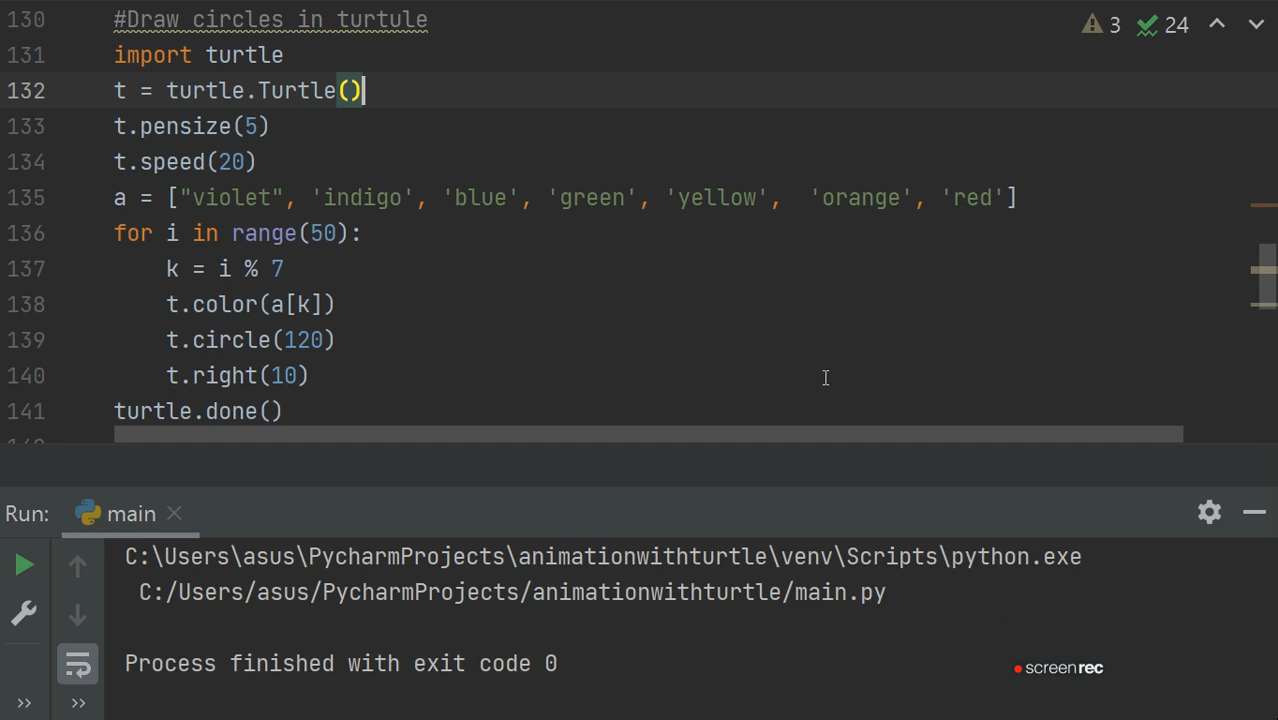 130 #Draw circles in turtule
131 import turtle
132 t = turtle.Turtle()
133 t.pensize(5)
134 t.speed(20)
135 a = ["violet", 'indigo', 'blue', 'green', 'yellow',  'orange', 'red']
136 for i in range(50):
137     k = i % 7
138     t.color(a[k])
139     t.circle(120)
140     t.right(10)
141 turtle.done()
3 24
Run: main
C:\Users\asus\PycharmProjects\animationwithturtle\venv\Scripts\python.exe
C:/Users/asus/PycharmProjects/animationwithturtle/main.py
Process finished with exit code 0
screenrec